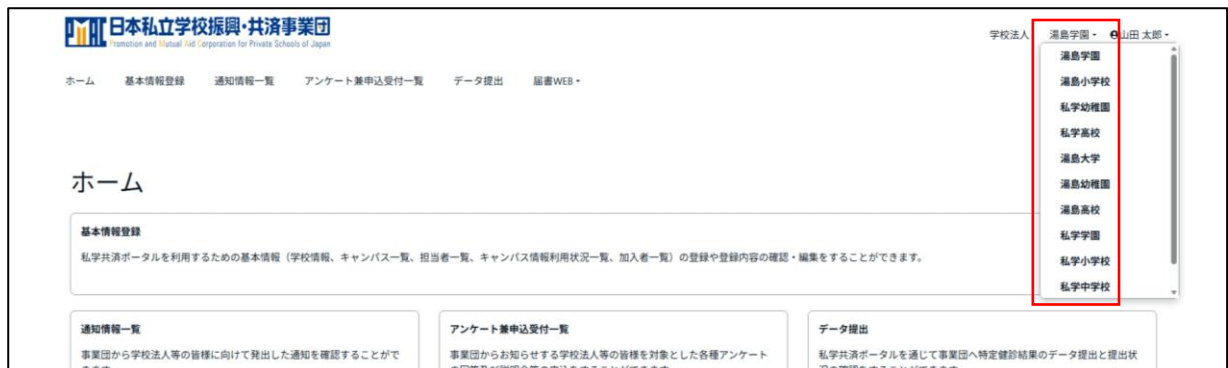 日本私立学校振興・共済事業団
Promotion and Mutual Aid Corporation for Private Schools of Japan
学校法人 湯島学園 山田 太郎
ホーム 基本情報登録 通知情報一覧 アンケート兼申込受付一覧 データ提出 届書WEB
湯島学園
湯島小学校
私学幼稚園
私学高校
湯島大学
湯島幼稚園
湯島高校
私学学園
私学小学校
私学中学校
ホーム
基本情報登録
私学共済ポータルを利用するための基本情報（学校情報、キャンパス一覧、担当者一覧、キャンパス情報利用状況一覧、加入者一覧）の登録や登録内容の確認・編集をすることができます。
通知情報一覧
事業団から学校法人等の皆様に向けて発出した通知を確認することがで
アンケート兼申込受付一覧
事業団からお知らせする学校法人等の皆様を対象とした各種アンケート
データ提出
私学共済ポータルを通じて事業団へ特定健診結果のデータ提出と提出状